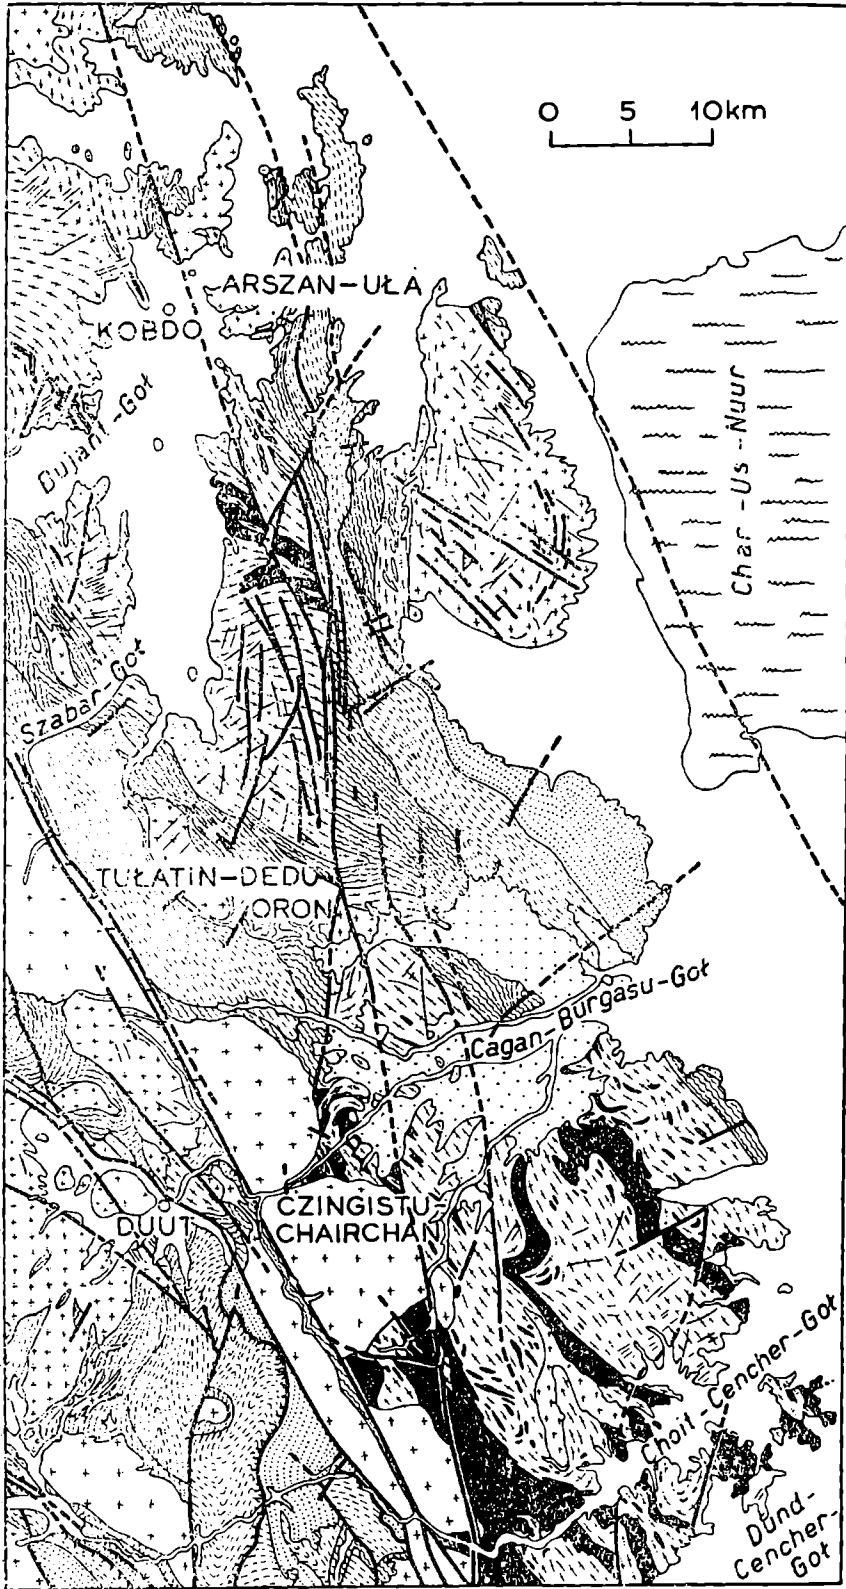 0 5 10km
ARSZAN-UŁA
KOBDO
Char-Us-Nuur
Dujani-Goł
Szabar-Goł
TUŁATIN-DEDU
ORON
Cagan-Burgasu-Goł
DUUT
CZINGISTU-
CHAIRCHAN
Choit-Cencher-Goł
Dund-
Cencher-
Goł